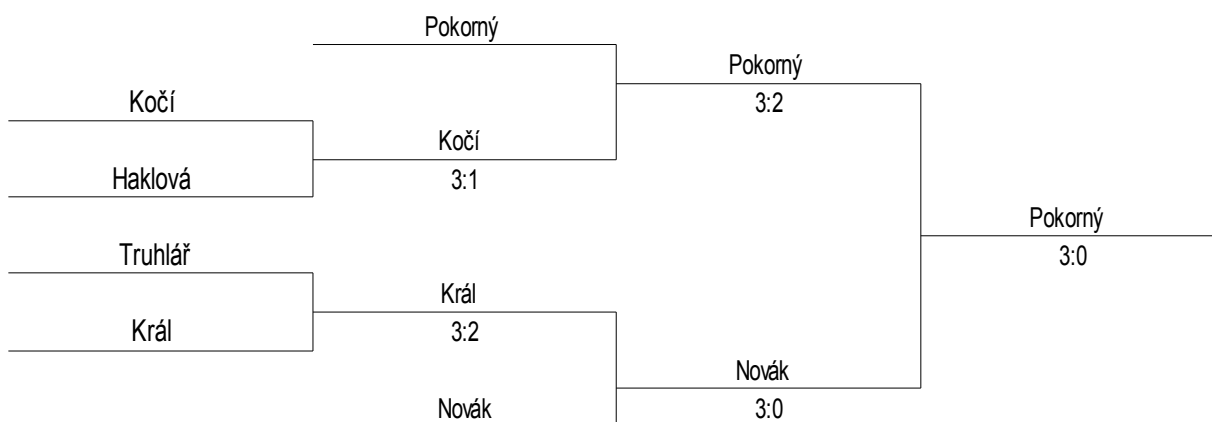 Pokorný
Pokorný
3:2
Kočí
Kočí
3:1
Haklová
Pokorný
3:0
Truhlář
Král
3:2
Král
Novák
3:0
Novák